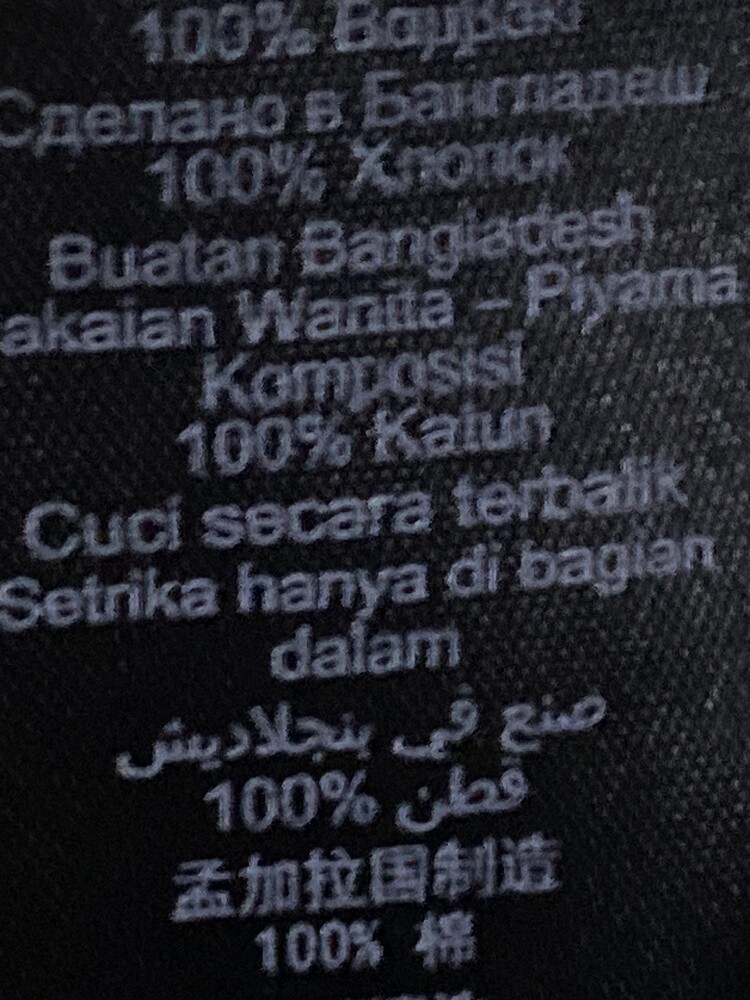 100% Βαμβάκι
Сделано в Бангладеш
100% Хлопок
Buatan Bangladesh
akaian Wanita – Piyama
Komposisi
100% Katun
Cuci secara terbalik
Setrika hanya di bagian
dalam
صنع في بنجلاديش
100% قطن
孟加拉国制造
100% 棉